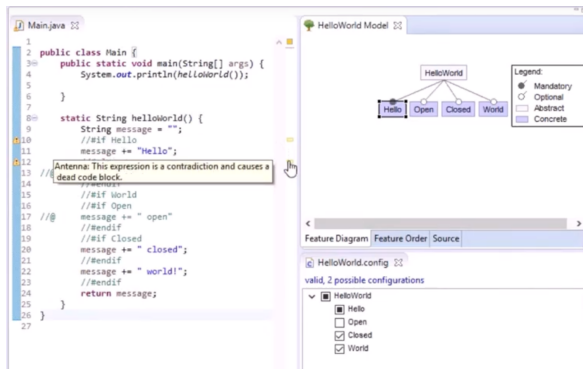 Main.java
1
2 public class Main {
3 public static void main(String[] args) {
4 System.out.println(helloWorld());
5
6 }
7
8 static String helloWorld() {
9 String message = "";
10 //#if Hello
11 message += "Hello";
Antenna: This expression is a contradiction and causes a
dead code block.
13 //@
14 //#endif
15 //#if World
16 //#if Open
17 //@ message += " open"
18 //#endif
19 //#if Closed
20 message += " closed";
21 //#endif
22 message += " world!";
23 //#endif
24 return message;
25 }
26 }
27
HelloWorld Model
HelloWorld
Hello Open Closed World
Legend:
Mandatory
Optional
Abstract
Concrete
Feature Diagram Feature Order Source
HelloWorld.config
valid, 2 possible configurations
HelloWorld
Hello
Open
Closed
World